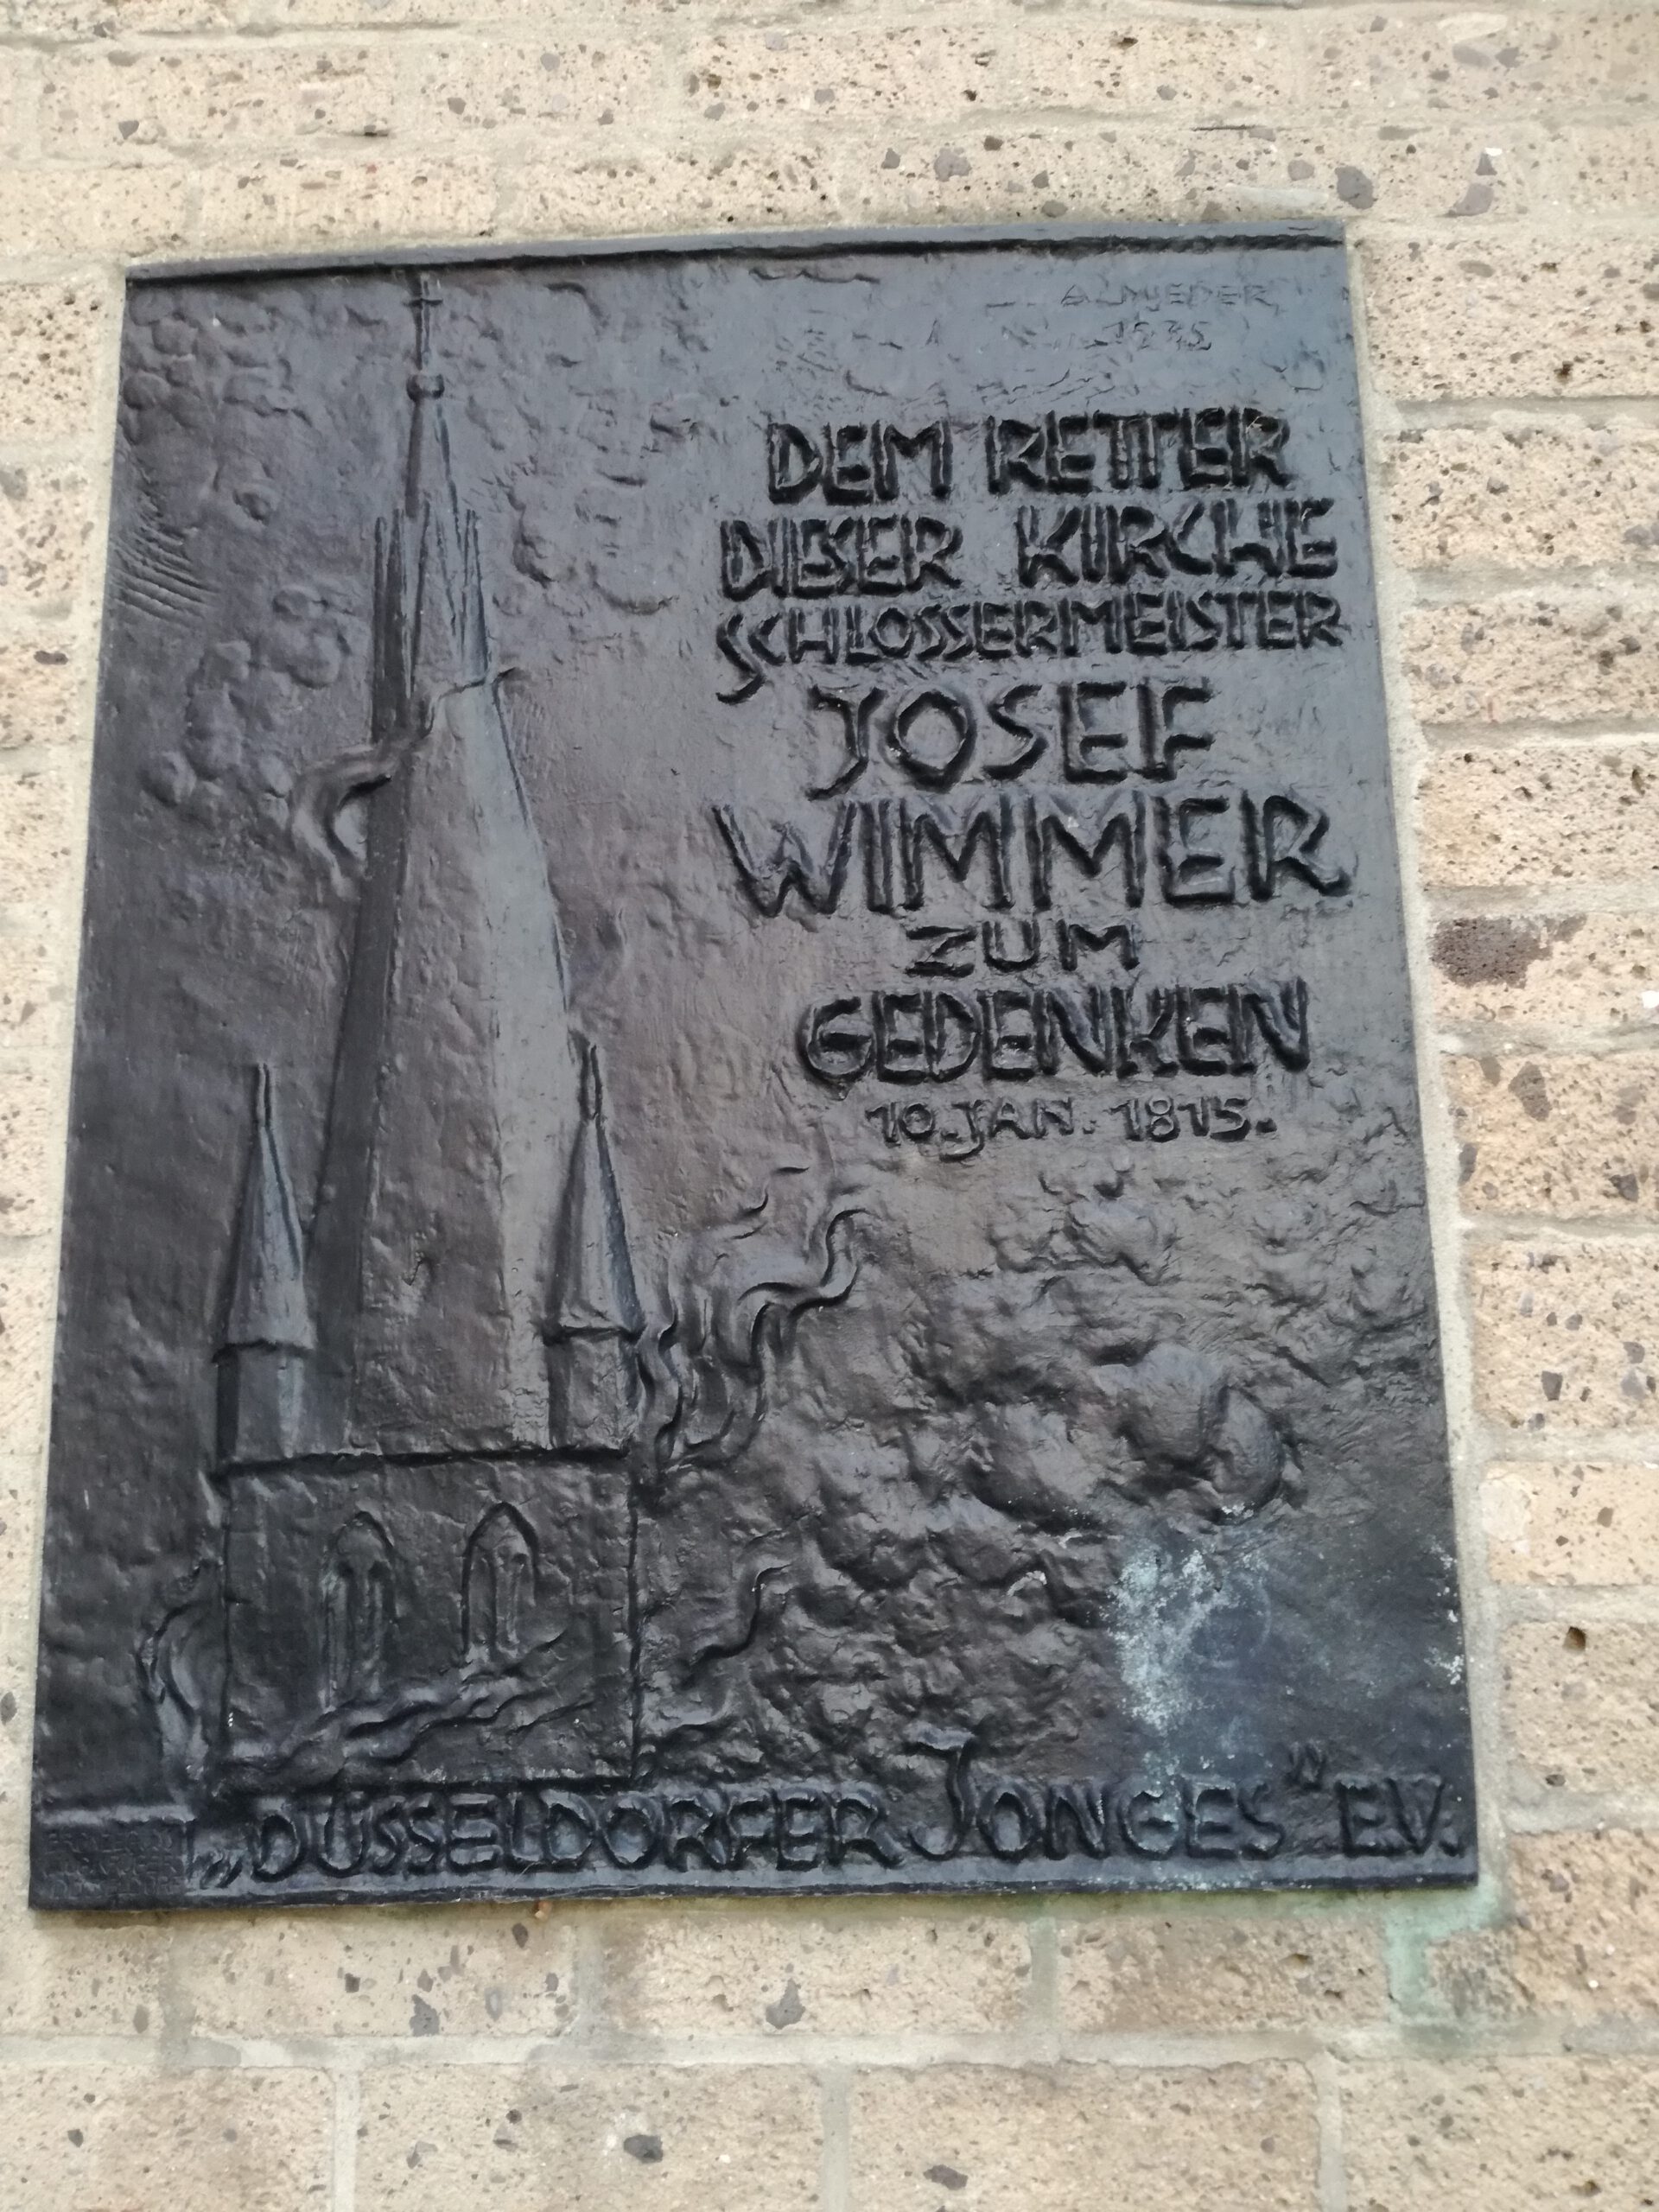 DEM RETTER
DIESER KIRCHE
SCHLOSSERMEISTER
JOSEF
WIMMER
ZUM
GEDENKEN
10. JAN. 1815.
„DÜSSELDORFER JONGES" E.V.